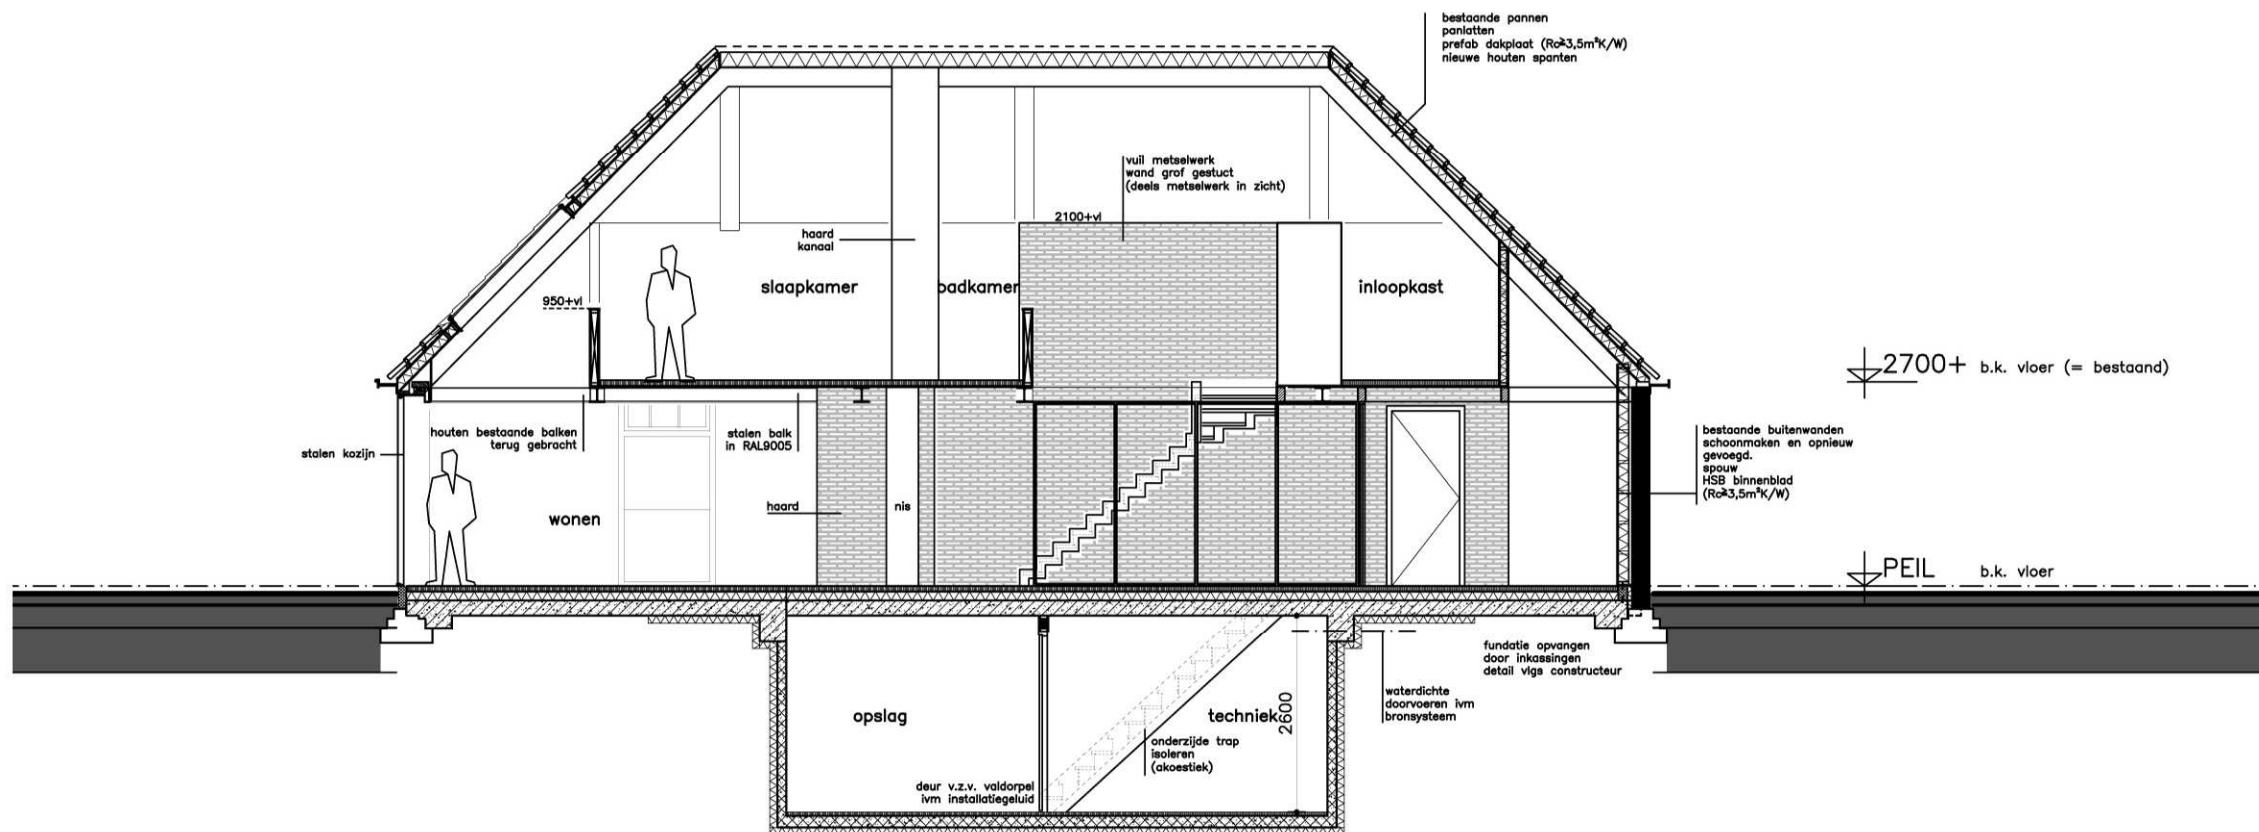 bestaande pannen
panlatten
prefab dakplaat (Rc≥3,5m²K/W)
nieuwe houten spanten
vuil metselwerk
wand grof gestuct
(deels metselwerk in zicht)
2100+vl
haard
kanaal
slaapkamer
badkamer
inloopkast
950+vl
2700+ b.k. vloer (= bestaand)
houten bestaande balken
terug gebracht
stalen balk
in RAL9005
stalen kozijn
bestaande buitenwanden
schoonmaken en opnieuw
gevoegd.
spouw
HSB binnenblad
(Rc≥3,5m²K/W)
haard
nis
wonen
PEIL b.k. vloer
fundatie opvangen
door inkassingen
detail vlgs constructeur
waterdichte
doorvoeren ivm
bronsysteem
opslag
techniek
2600
onderzijde trap
isoleren
(akoestiek)
deur v.z.v. valdorpel
ivm installatiegeluid